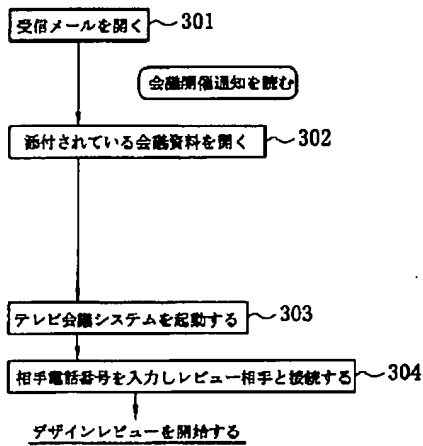 受信メールを開く 301
会議開催通知を読む
添付されている会議資料を開く 302
テレビ会議システムを起動する 303
相手電話番号を入力しレビュー相手と接続する 304
デザインレビューを開始する